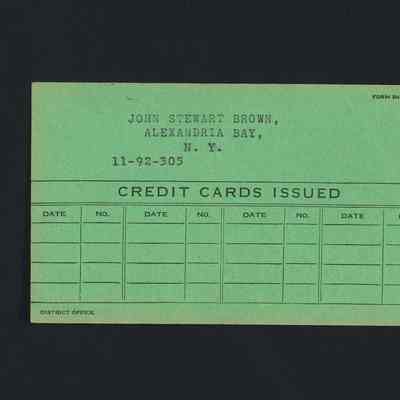 FORM
JOHN STEWART BROWN,
ALEXANDRIA BAY,
N. Y.
11-92-305
CREDIT CARDS ISSUED
DATE No. DATE No. DATE No. DATE
DISTRICT OFFICE